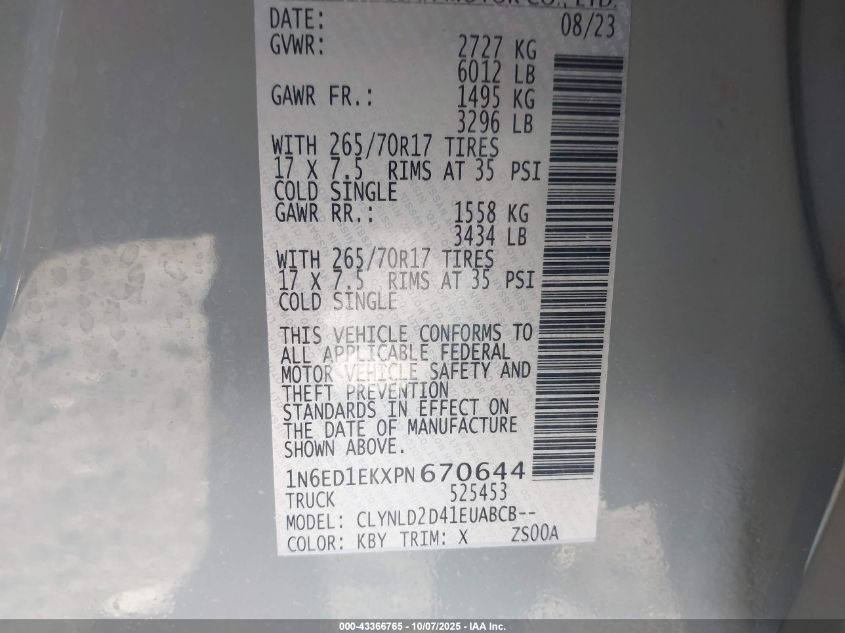 MOTOR CO., LTD.
DATE: 08/23
GVWR: 2727 KG
6012 LB
GAWR FR.: 1495 KG
3296 LB
WITH 265/70R17 TIRES
17 X 7.5 RIMS AT 35 PSI
COLD SINGLE
GAWR RR.: 1558 KG
3434 LB
WITH 265/70R17 TIRES
17 X 7.5 RIMS AT 35 PSI
COLD SINGLE
THIS VEHICLE CONFORMS TO
ALL APPLICABLE FEDERAL
MOTOR VEHICLE SAFETY AND
THEFT PREVENTION
STANDARDS IN EFFECT ON
THE DATE OF MANUFACTURE
SHOWN ABOVE.
1N6ED1EKXPN670644
TRUCK 525453
MODEL: CLYNLD2D41EUABCB--
COLOR: KBY TRIM: X ZS00A
000-43366765 - 10/07/2025 - IAA Inc.